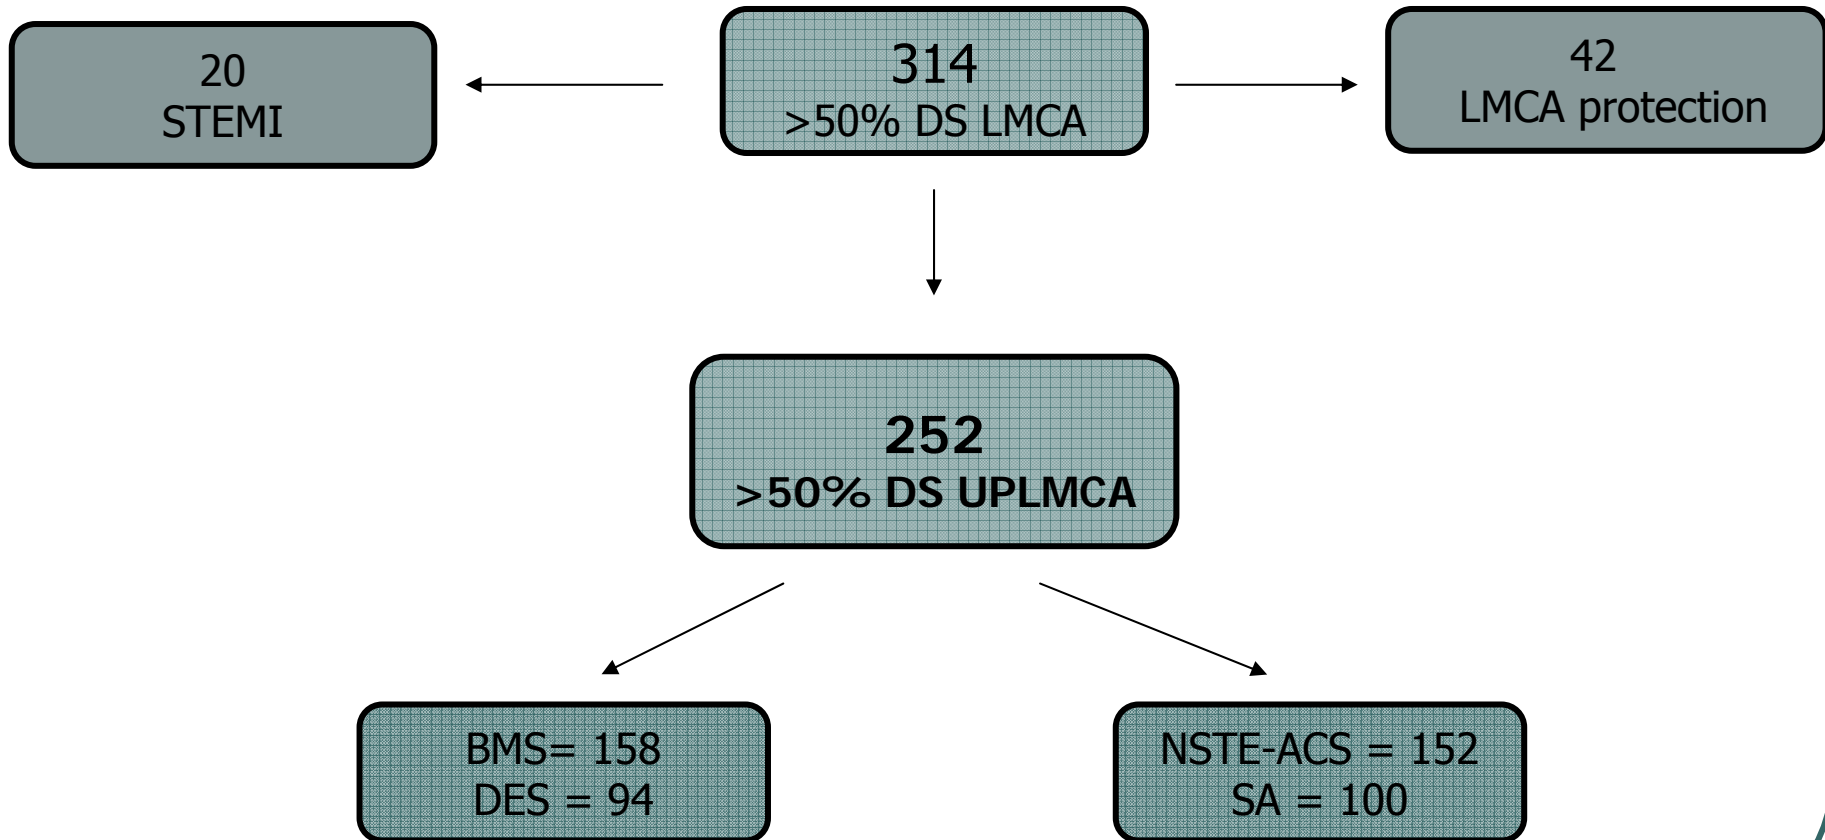 20
STEMI
314
>50% DS LMCA
42
LMCA protection
252
>50% DS UPLMCA
BMS= 158
DES = 94
NSTE-ACS = 152
SA = 100